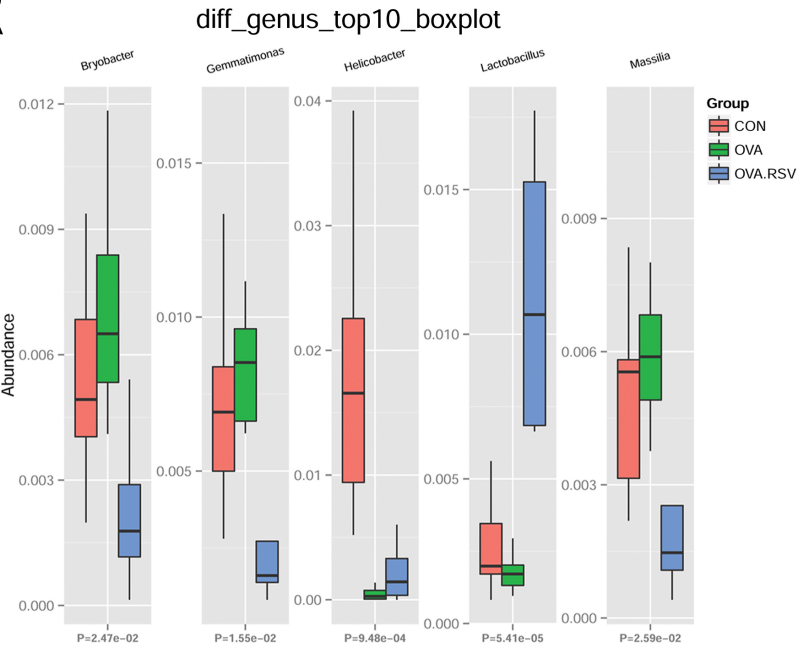 diff_genus_top10_boxplot
Bryobacter Gemmatimonas Helicobacter Lactobacillus Massilia
Group
CON
OVA
OVA.RSV
Abundance
0.012
0.009
0.006
0.003
0.000
0.015
0.010
0.005
0.04
0.03
0.02
0.01
0.00
0.015
0.010
0.005
0.000
0.009
0.006
0.003
0.000
P=2.47e-02 P=1.55e-02 P=9.48e-04 P=5.41e-05 P=2.59e-02